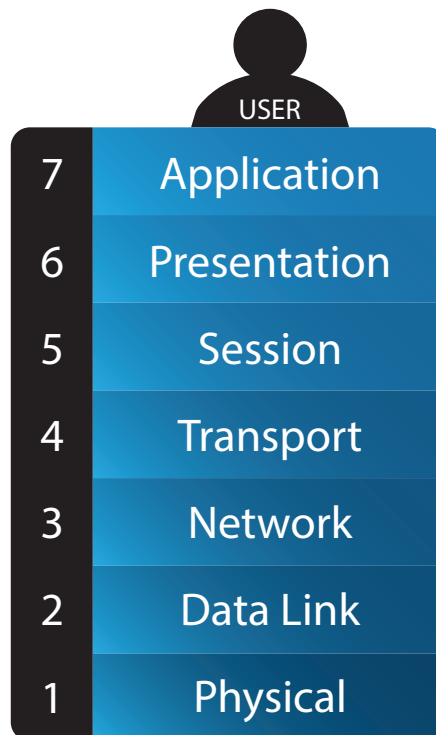 USER
7 Application
6 Presentation
5 Session
4 Transport
3 Network
2 Data Link
1 Physical